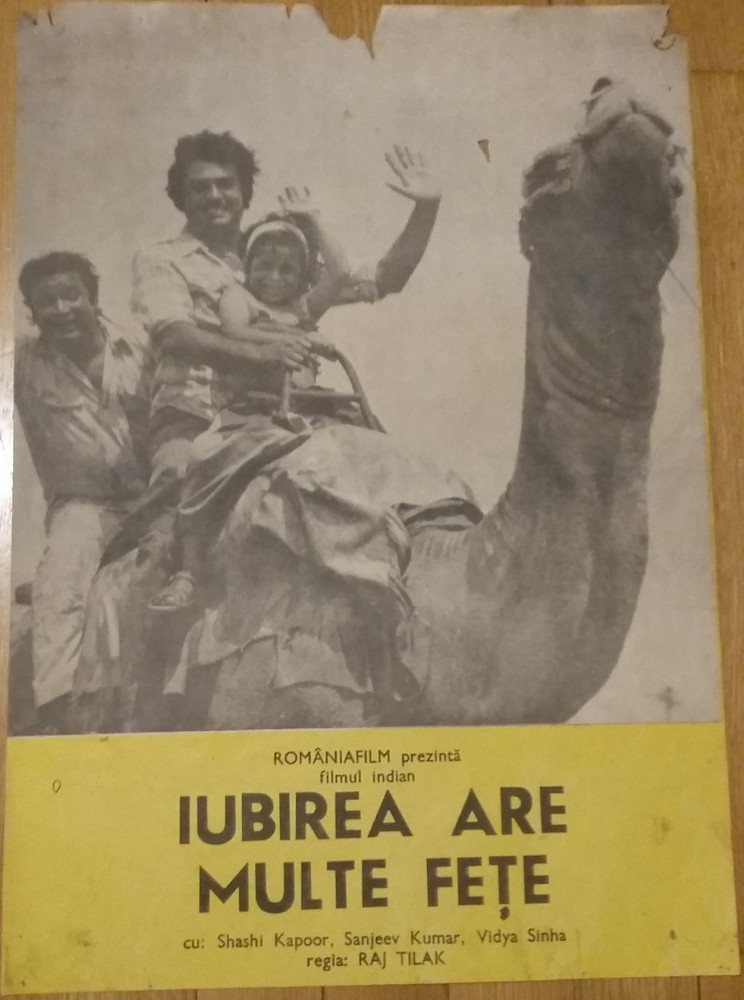 ROMÂNIAFILM prezintă
filmul indian
IUBIREA ARE
MULTE FEȚE
cu: Shashi Kapoor, Sanjeev Kumar, Vidya Sinha
regia: RAJ TILAK